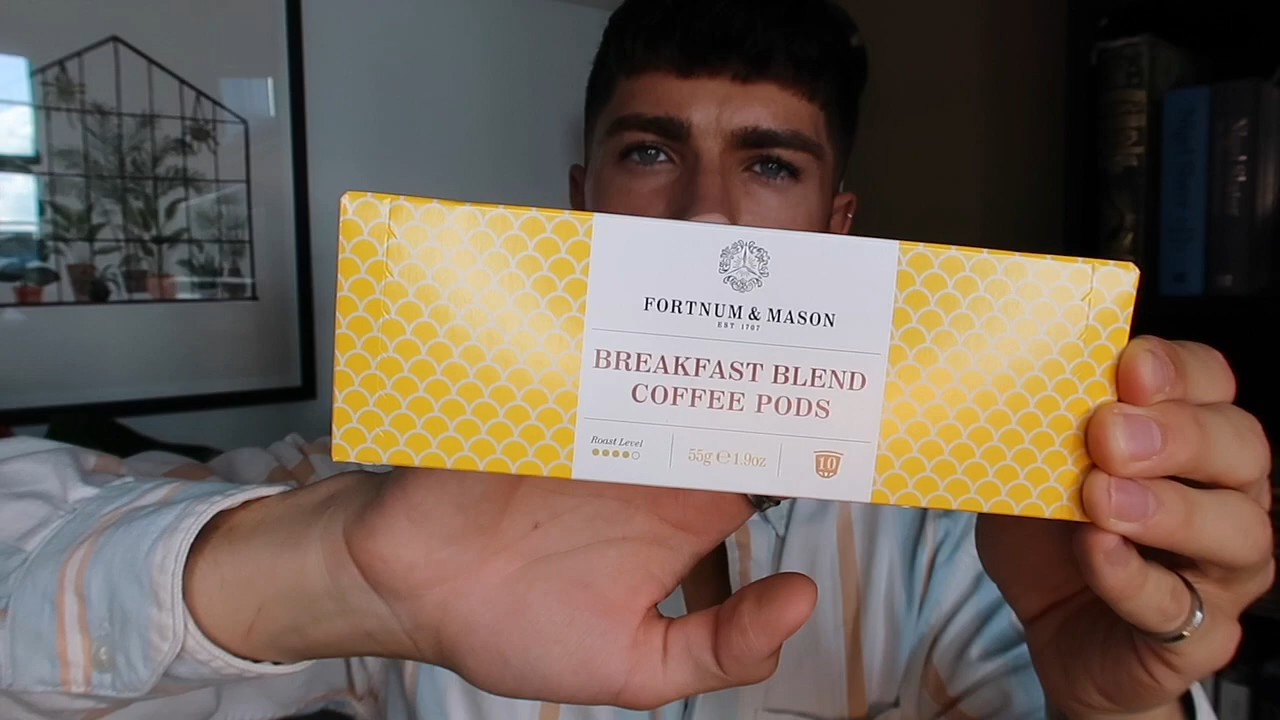 FORTNUM & MASON
EST 1707
BREAKFAST BLEND
COFFEE PODS
Roast Level
55g ℮ 1.9oz
10